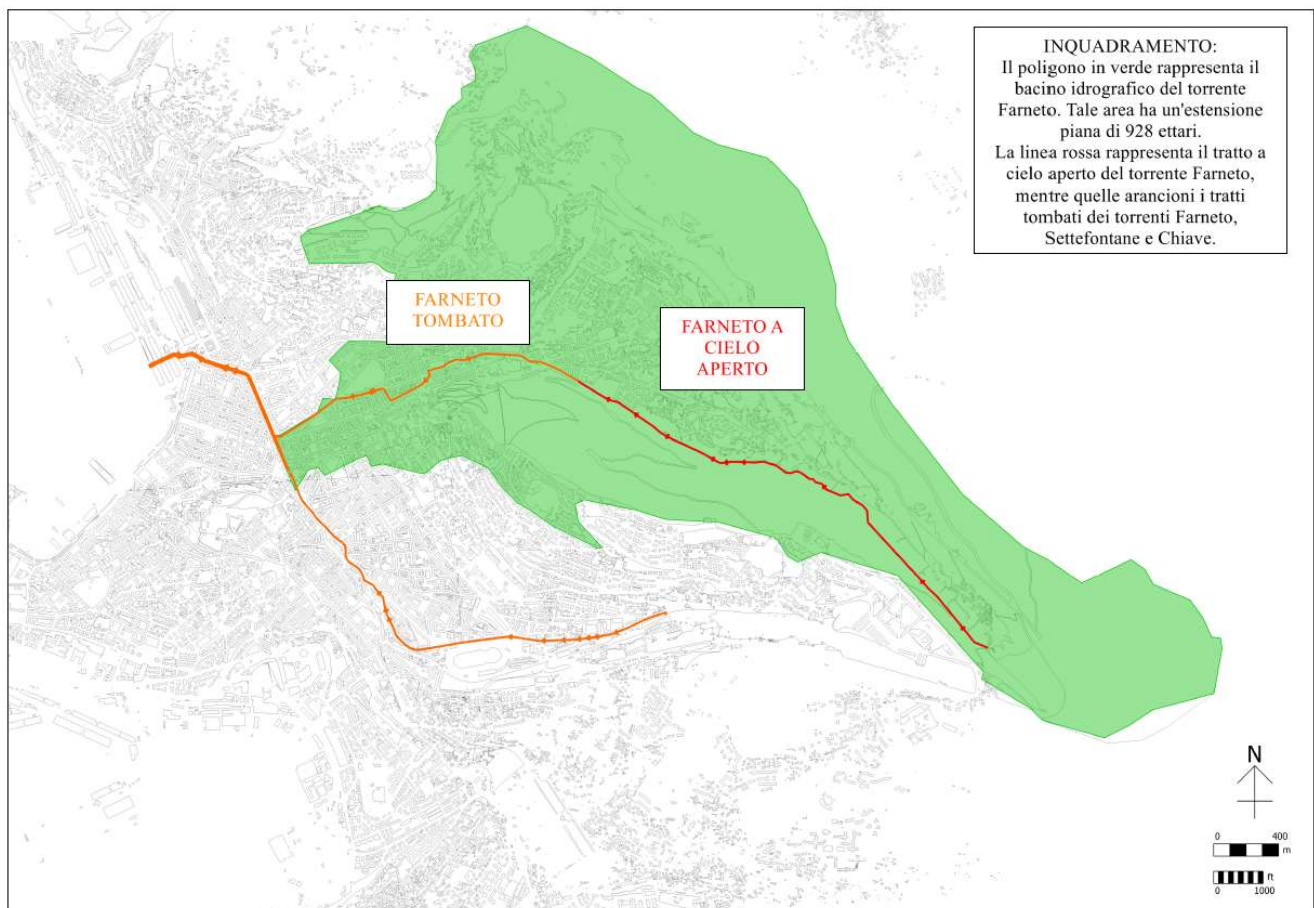 INQUADRAMENTO:
Il poligono in verde rappresenta il
bacino idrografico del torrente
Farneto. Tale area ha un'estensione
piana di 928 ettari.
La linea rossa rappresenta il tratto a
cielo aperto del torrente Farneto,
mentre quelle arancioni i tratti
tombati dei torrenti Farneto,
Settefontane e Chiave.
FARNETO
TOMBATO
FARNETO A
CIELO
APERTO
N
0 400
m
ft
0 1000